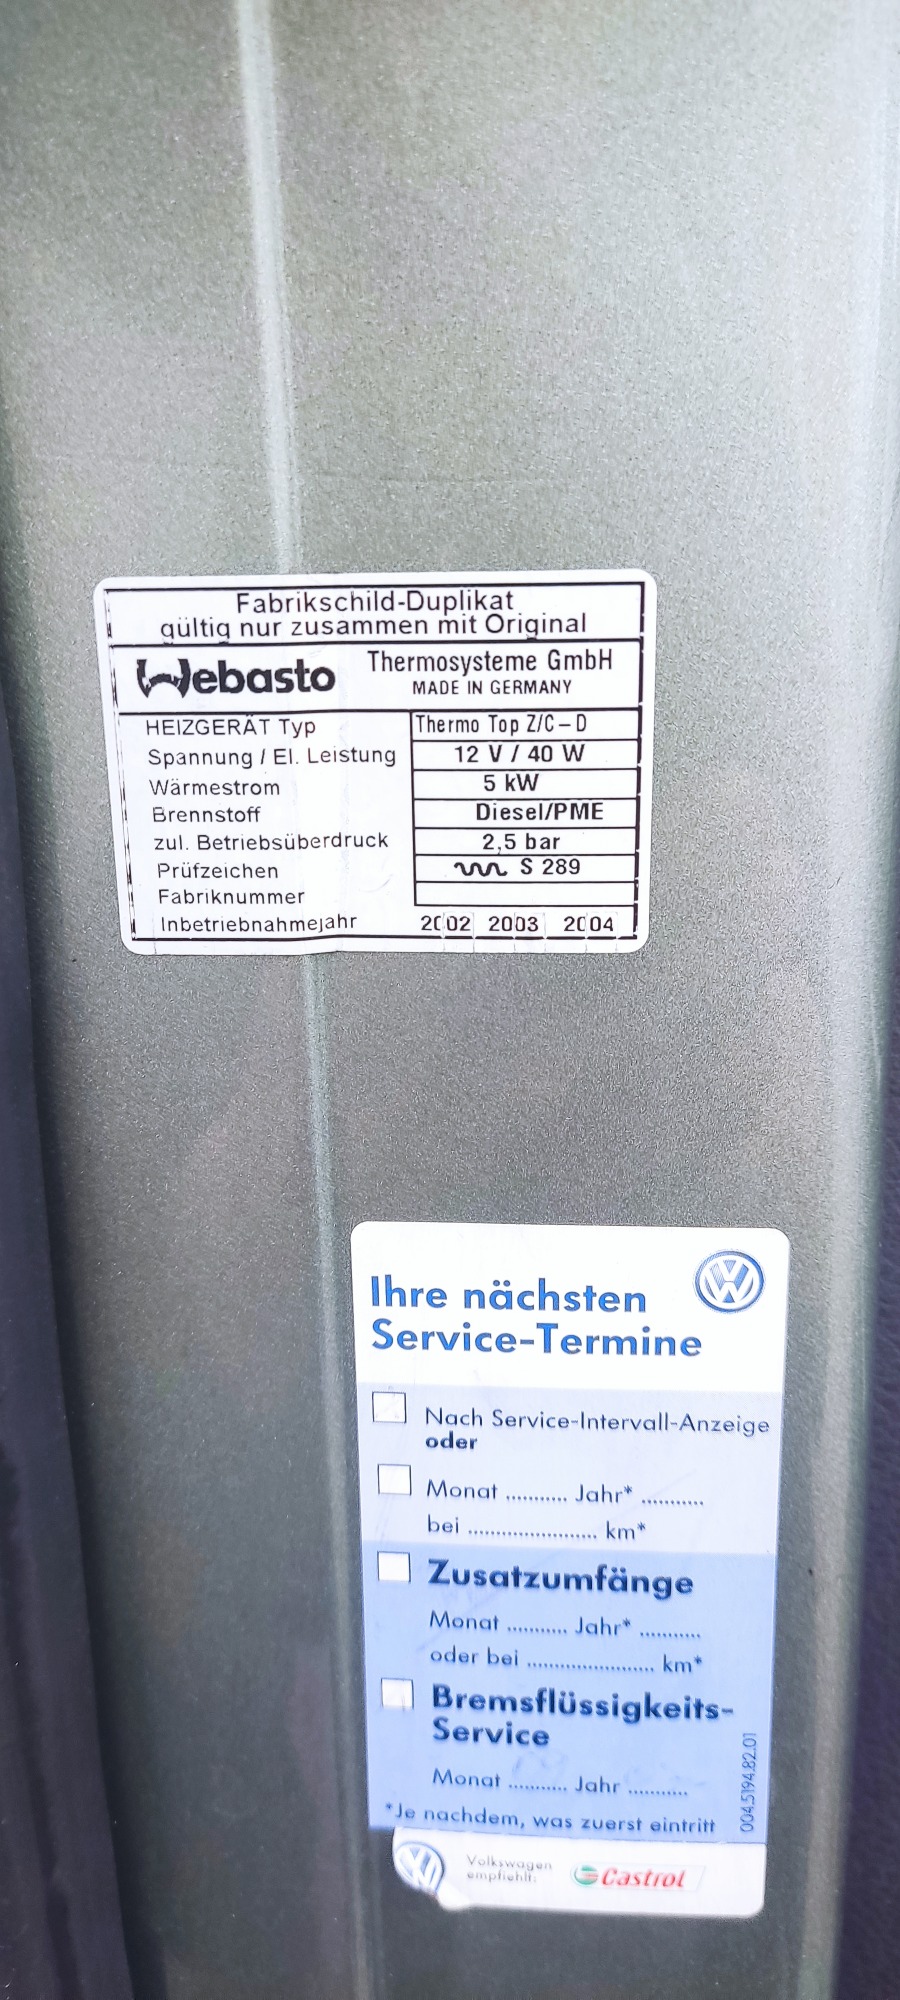 Fabrikschild-Duplikat
gültig nur zusammen mit Original
Webasto Thermosysteme GmbH
MADE IN GERMANY
HEIZGERÄT Typ Thermo Top Z/C – D
Spannung / El. Leistung 12 V / 40 W
Wärmestrom 5 kW
Brennstoff Diesel/PME
zul. Betriebsüberdruck 2,5 bar
Prüfzeichen S 289
Fabriknummer
Inbetriebnahmejahr 2002 2003 2004
Ihre nächsten
Service-Termine
Nach Service-Intervall-Anzeige
oder
Monat ........... Jahr* ...........
bei ....................... km*
Zusatzumfänge
Monat ........... Jahr* ...........
oder bei ....................... km*
Bremsflüssigkeits-
Service
Monat ........... Jahr ...........
*Je nachdem, was zuerst eintritt
004.5194.82.01
Volkswagen
empfiehlt:
Castrol